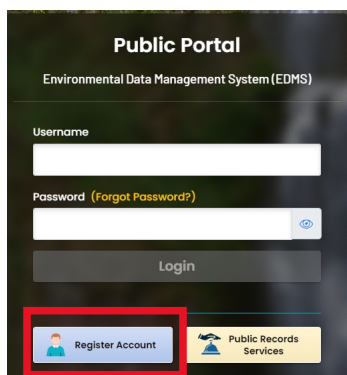 Public Portal
Environmental Data Management System (EDMS)
Username
Password (Forgot Password?)
Login
Register Account
Public Records
Services